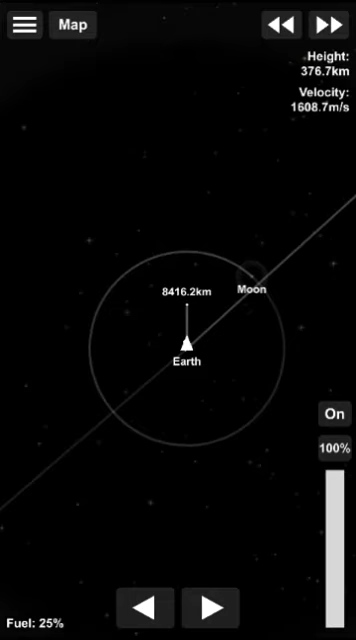 Map
Height:
376.7km
Velocity:
1608.7m/s
8416.2km
Moon
Earth
On
100%
Fuel: 25%